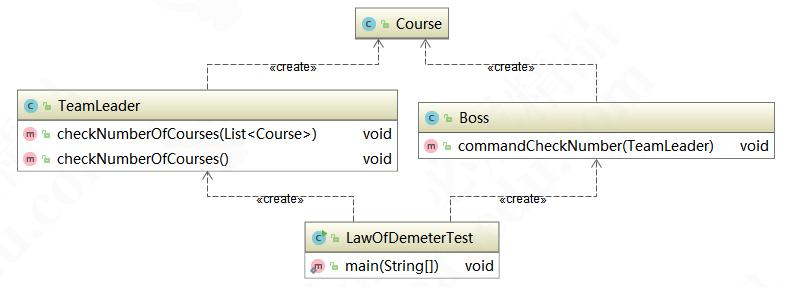 Course
«create»
«create»
TeamLeader
checkNumberOfCourses(List<Course>) void
checkNumberOfCourses() void
Boss
commandCheckNumber(TeamLeader) void
«create»
«create»
LawOfDemeterTest
main(String[]) void